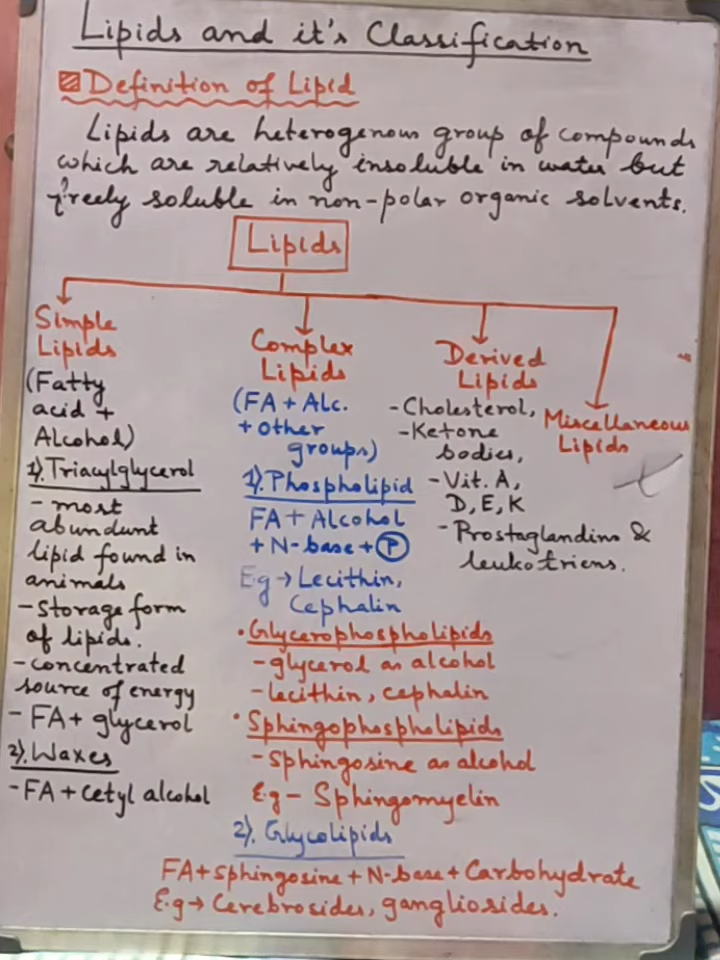 Lipids and it's Classification
Definition of Lipid
Lipids are heterogenous group of compounds
which are relatively insoluble in water but
freely soluble in non-polar organic solvents.
Lipids
Simple
Lipids
(Fatty
acid +
Alcohol)
1). Triacylglycerol
- most
abundunt
lipid found in
animals
- Storage form
of lipids.
- concentrated
source of energy
- FA + glycerol
2). Waxes
- FA + cetyl alcohol
Complex
Lipids
(FA + Alc.
+ other
groups)
1). Phospholipid
FA + Alcohol
+ N-base + P
E.g → Lecithin,
Cephalin
• Glycerophospholipids
- glycerol as alcohol
- lecithin, cephalin
• Sphingophospholipids
- Sphingosine as alcohol
E.g - Sphingomyelin
2). Glycolipids
FA + sphingosine + N-base + Carbohydrate
E.g → Cerebrosides, gangliosides.
Derived
Lipids
- Cholesterol,
- Ketone
bodies,
- Vit. A,
D, E, K
- Prostaglandins &
leukotriens.
Miscellaneous
Lipids